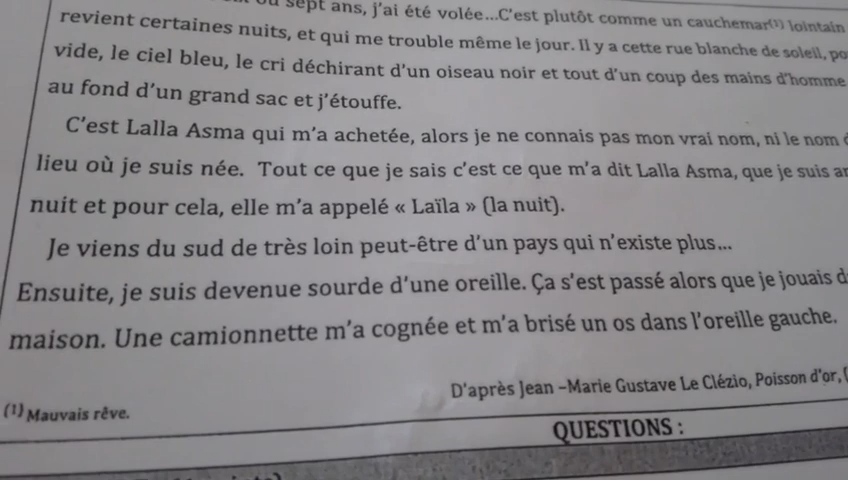 sept ans, j'ai été volée...C'est plutôt comme un cauchemar⁽¹⁾ lointain
revient certaines nuits, et qui me trouble même le jour. Il y a cette rue blanche de soleil,
vide, le ciel bleu, le cri déchirant d'un oiseau noir et tout d'un coup des mains d'homme
au fond d'un grand sac et j'étouffe.
C'est Lalla Asma qui m'a achetée, alors je ne connais pas mon vrai nom, ni le nom
lieu où je suis née. Tout ce que je sais c'est ce que m'a dit Lalla Asma, que je suis
nuit et pour cela, elle m'a appelé « Laïla » (la nuit).
Je viens du sud de très loin peut-être d'un pays qui n'existe plus...
Ensuite, je suis devenue sourde d'une oreille. Ça s'est passé alors que je jouais
maison. Une camionnette m'a cognée et m'a brisé un os dans l'oreille gauche.
D'après Jean –Marie Gustave Le Clézio, Poisson d'or, (
⁽¹⁾ Mauvais rêve.
QUESTIONS :